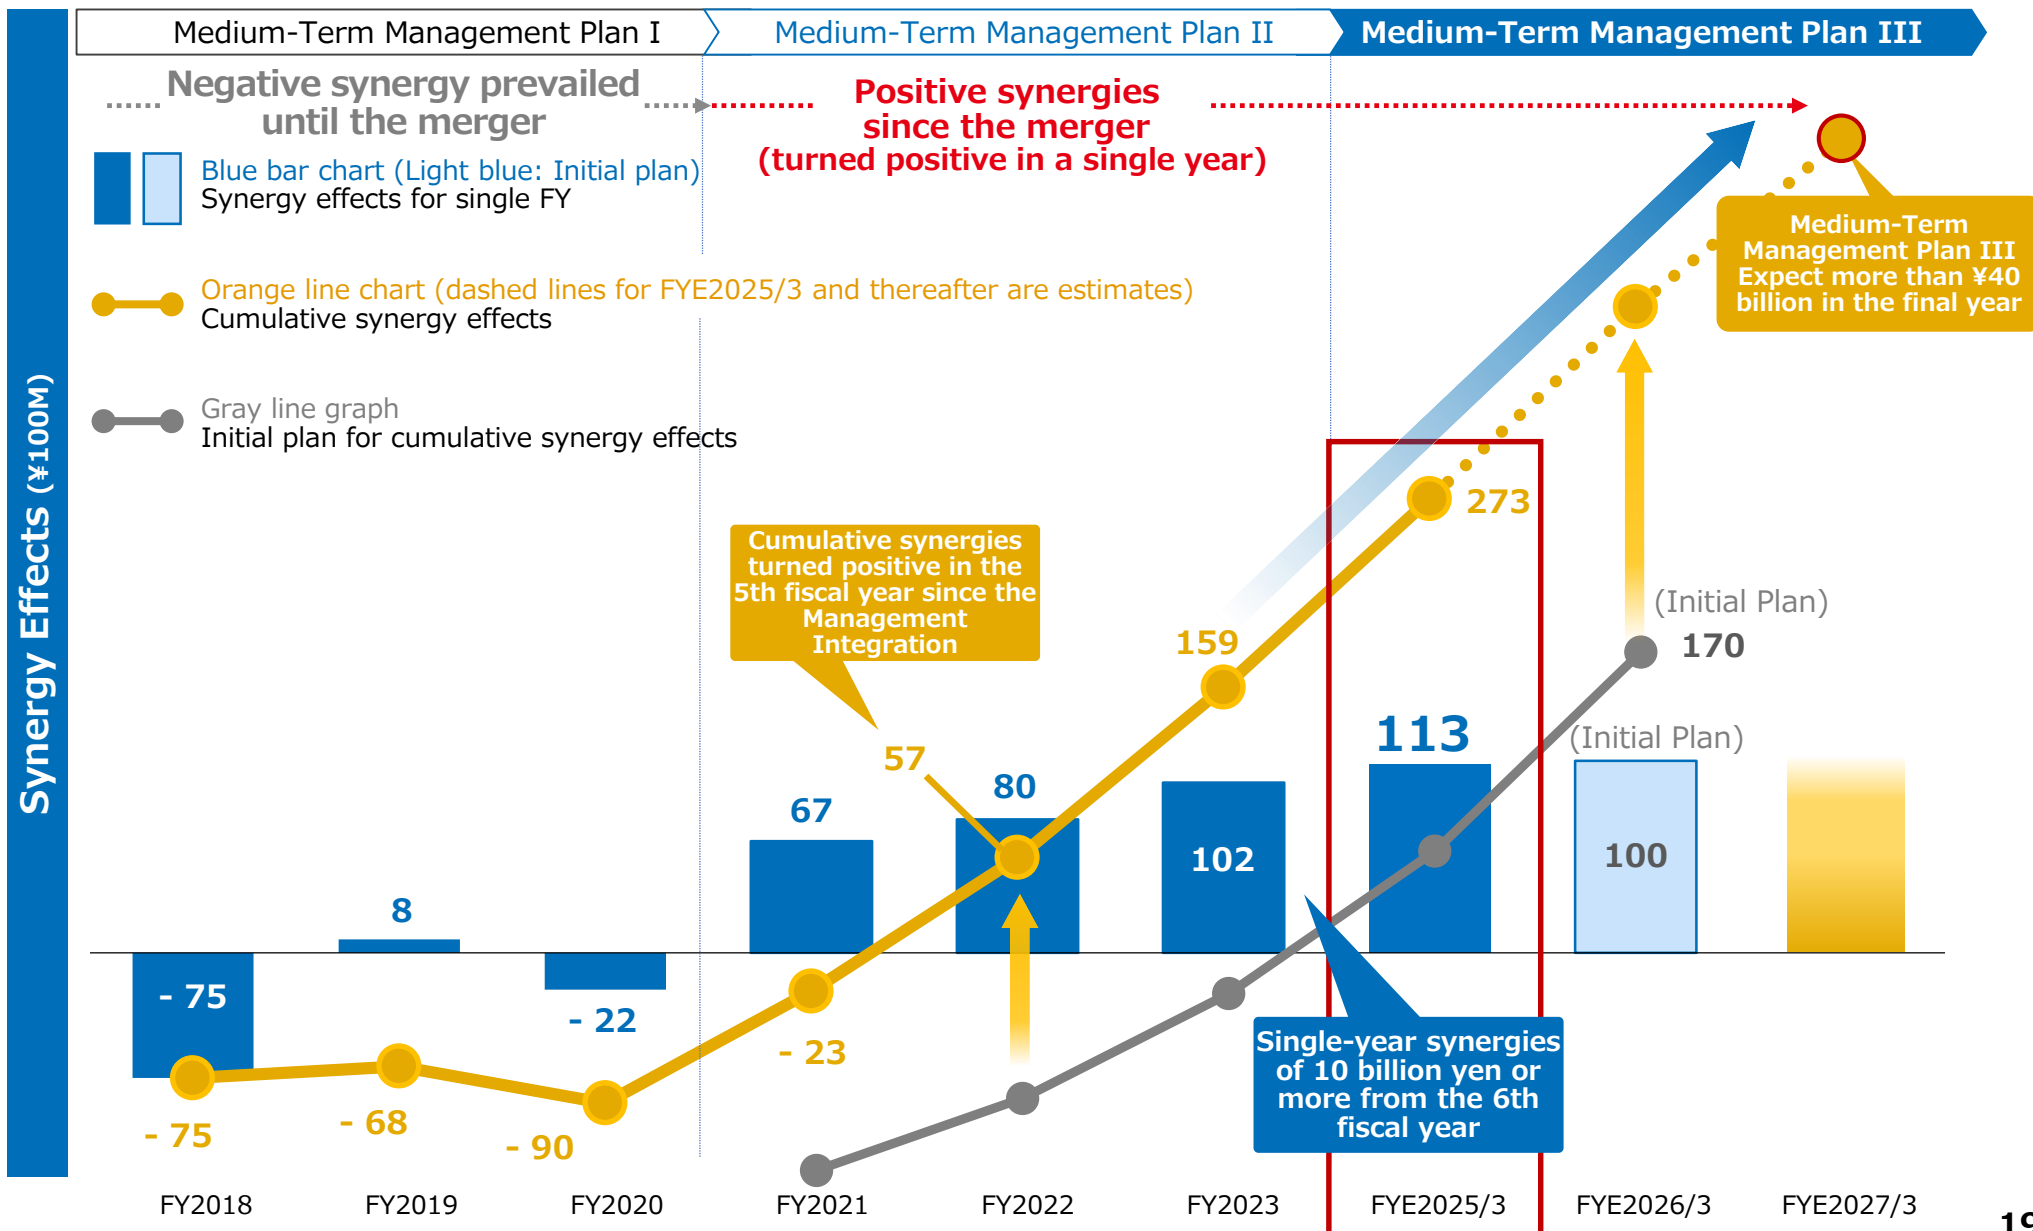 Medium-Term Management Plan I
Medium-Term Management Plan II
Medium-Term Management Plan III
Negative synergy prevailed
until the merger
Positive synergies
since the merger
(turned positive in a single year)
Blue bar chart (Light blue: Initial plan)
Synergy effects for single FY
Orange line chart (dashed lines for FYE2025/3 and thereafter are estimates)
Cumulative synergy effects
Gray line graph
Initial plan for cumulative synergy effects
Synergy Effects (¥100M)
Medium-Term
Management Plan III
Expect more than ¥40
billion in the final year
Cumulative synergies
turned positive in the
5th fiscal year since the
Management
Integration
273
159
57
(Initial Plan)
170
(Initial Plan)
113
80
67
102
100
8
- 75
- 22
- 23
- 75
- 68
- 90
Single-year synergies
of 10 billion yen or
more from the 6th
fiscal year
FY2018
FY2019
FY2020
FY2021
FY2022
FY2023
FYE2025/3
FYE2026/3
FYE2027/3